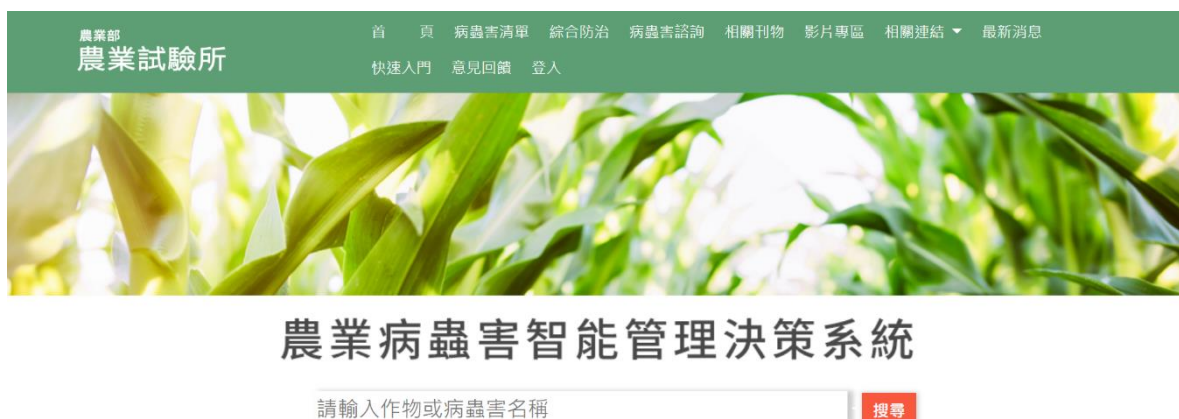 農業部
農業試驗所
首 頁 病蟲害清單 綜合防治 病蟲害諮詢 相關刊物 影片專區 相關連結 最新消息
快速入門 意見回饋 登入
農業病蟲害智能管理決策系統
請輸入作物或病蟲害名稱 搜尋